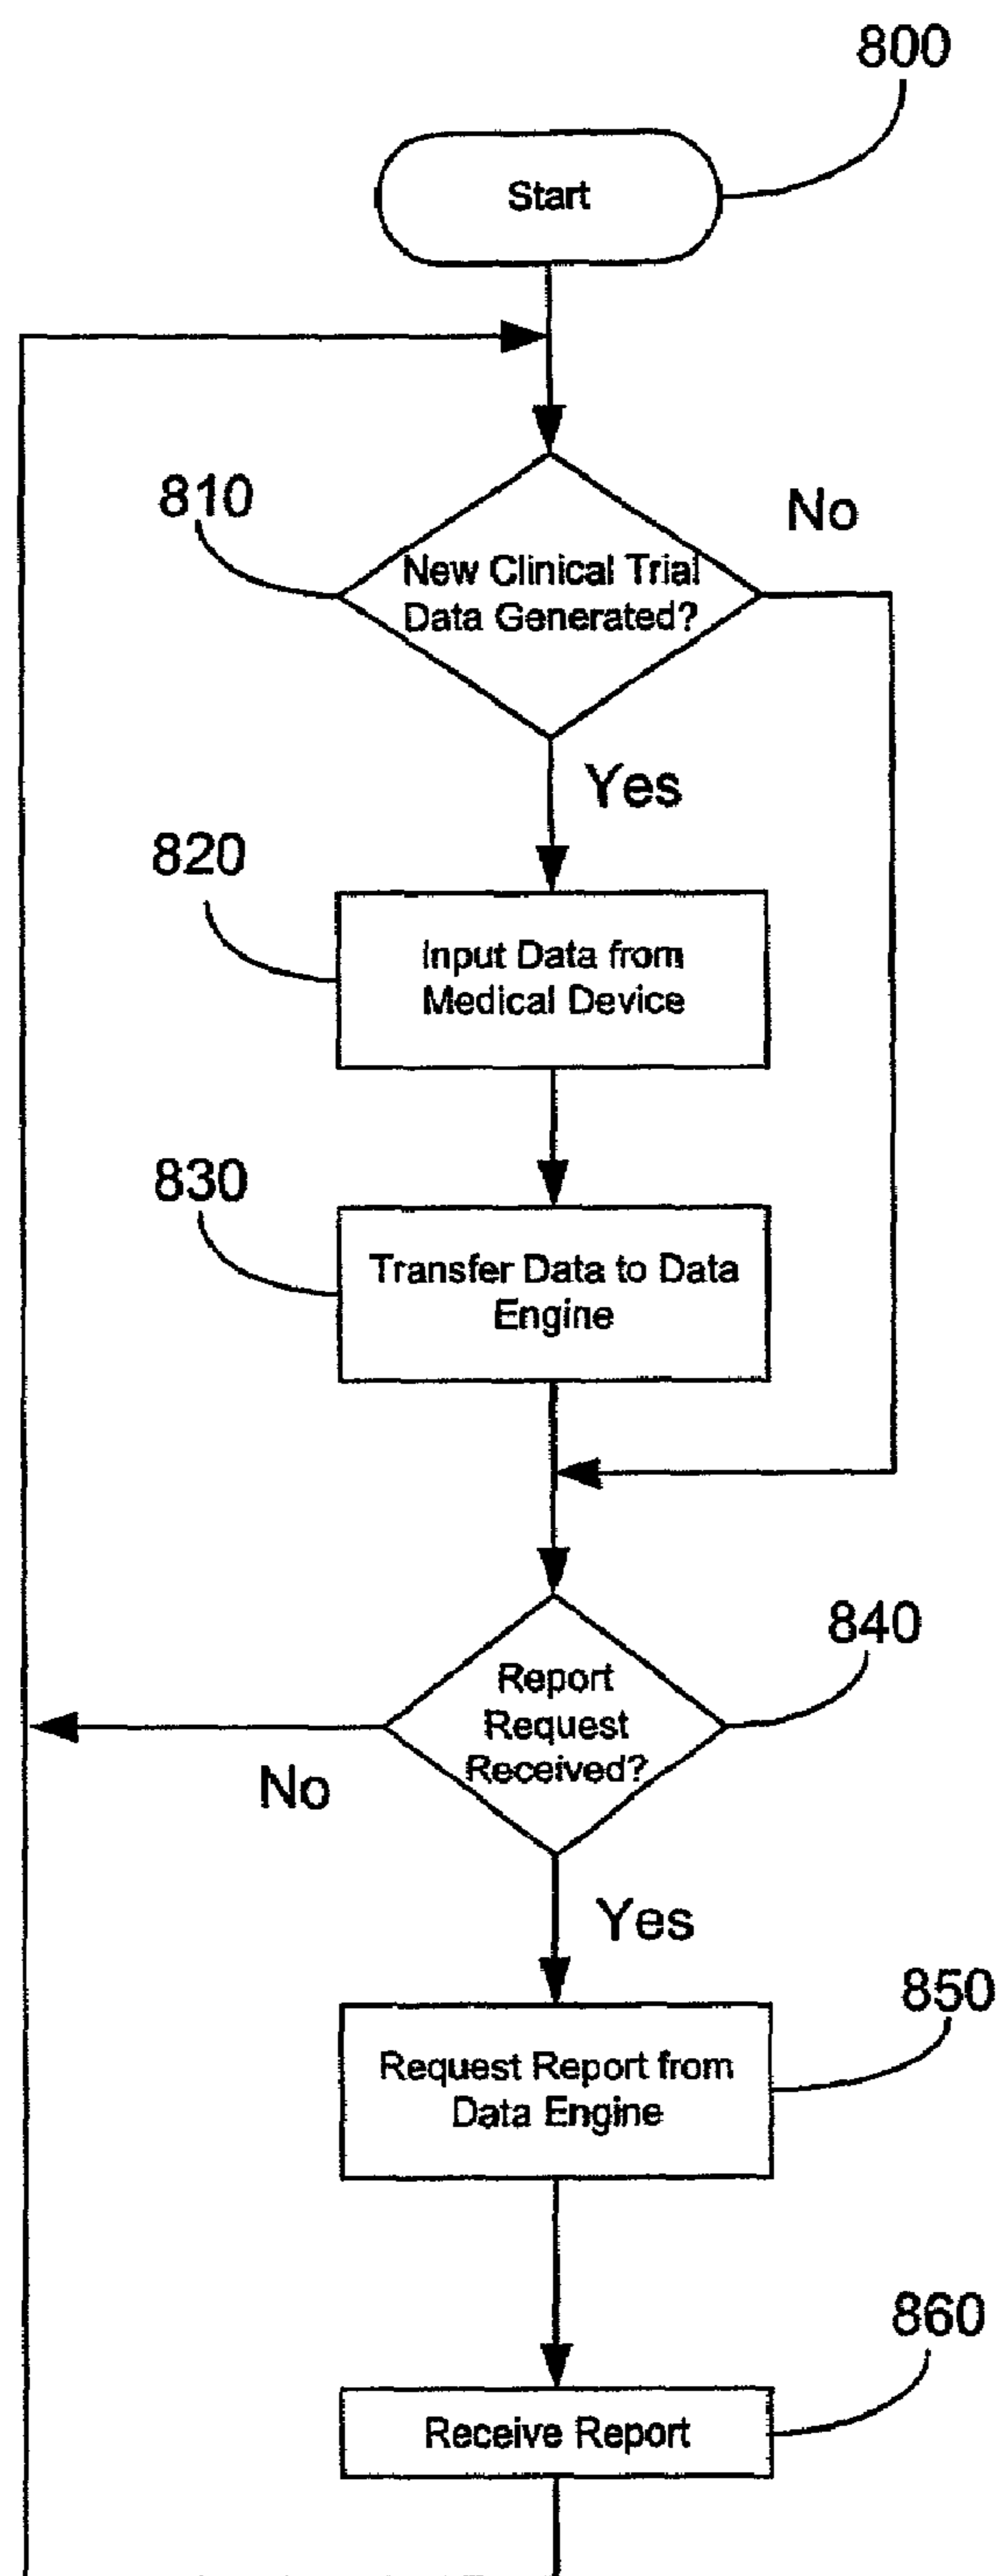 800
Start
810
No
New Clinical Trial
Data Generated?
Yes
820
Input Data from
Medical Device
830
Transfer Data to Data
Engine
840
Report
Request
Received?
No
Yes
850
Request Report from
Data Engine
860
Receive Report